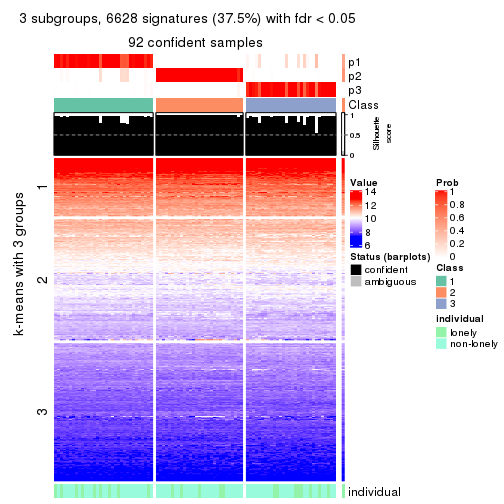 3 subgroups, 6628 signatures (37.5%) with fdr < 0.05
92 confident samples
p1
p2
p3
Class
1
0.5
0
Silhouette
score
k-means with 3 groups
1
2
3
Value
14
12
10
8
6
Status (barplots)
confident
ambiguous
Prob
1
0.8
0.6
0.4
0.2
0
Class
1
2
3
individual
lonely
non-lonely
individual